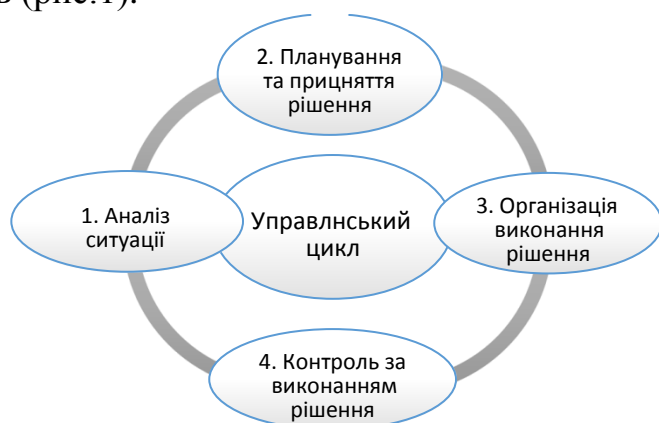 (рис.1).
2. Планування
та прицняття
рішення
1. Аналіз
ситуації
Управлнський
цикл
3. Організація
виконання
рішення
4. Контроль за
виконанням
рішення